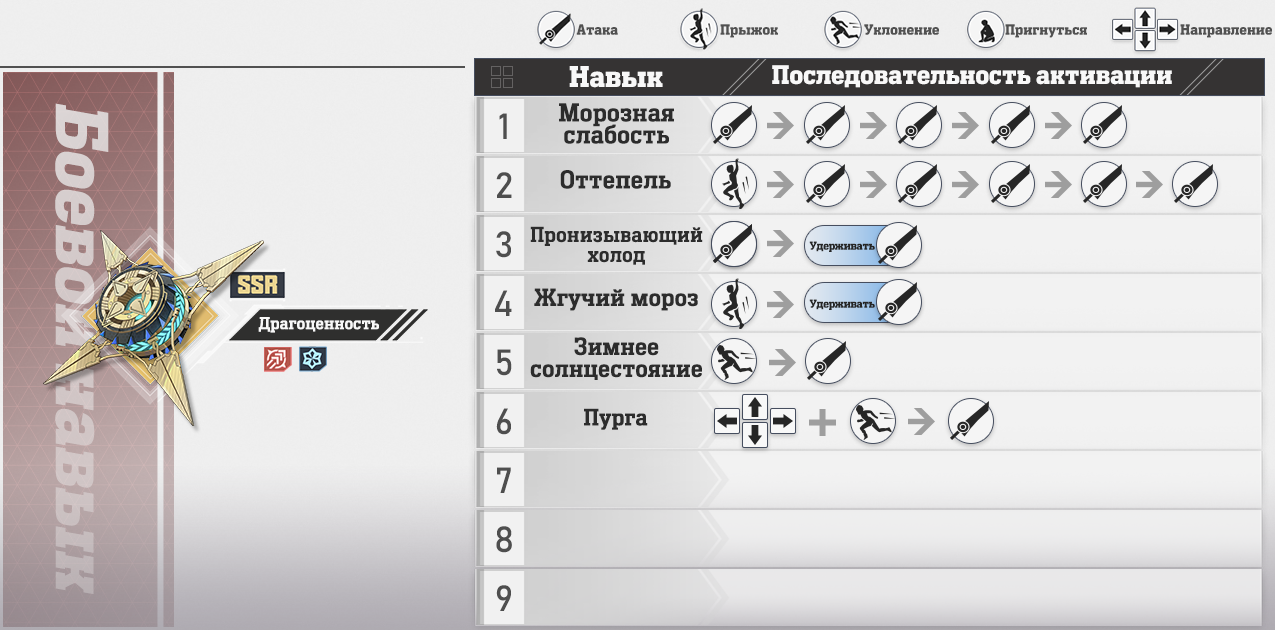 Атака
Прыжок
Уклонение
Пригнуться
Направление
Навык
Последовательность активации
Боевой навык
SSR
Драгоценность
1
Морозная
слабость
2
Оттепель
3
Пронизывающий
холод
Удерживать
4
Жгучий мороз
Удерживать
5
Зимнее
солнцестояние
6
Пурга
7
8
9